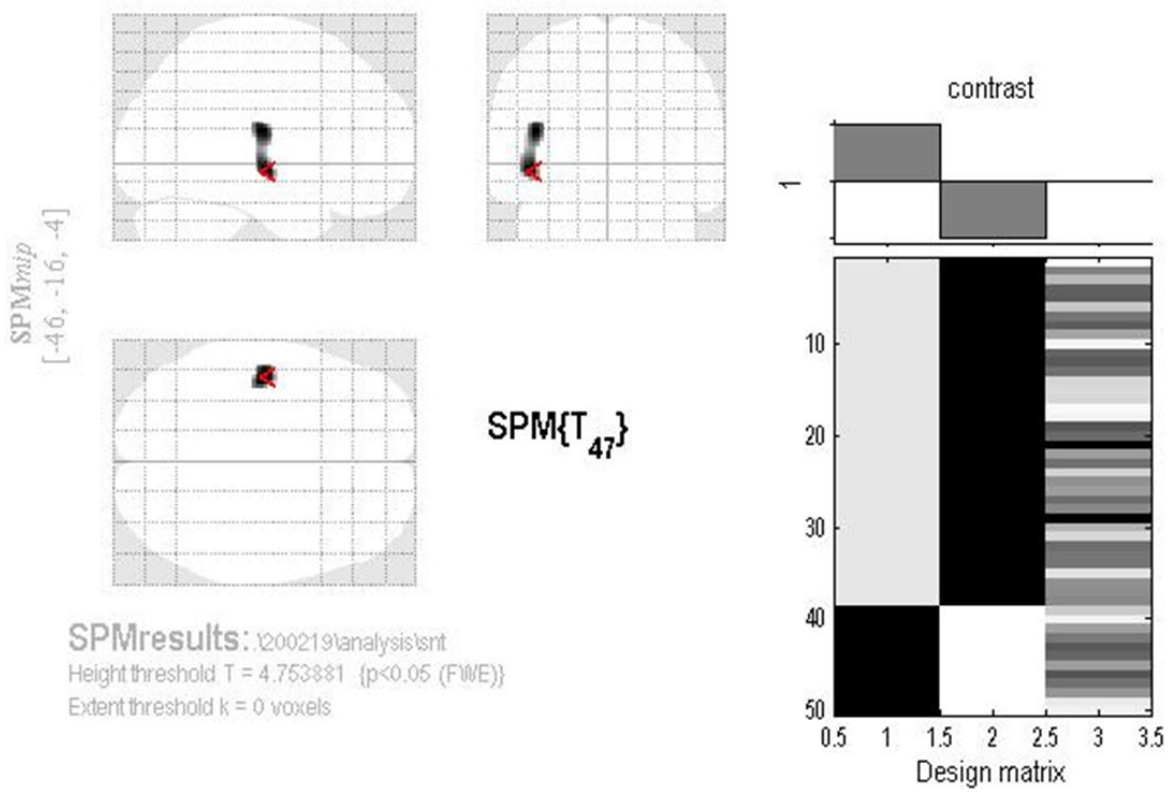 SPMmip
[-46, -16, -4]
SPM{T47}
SPMresults: .\200219\analysis\snt
Height threshold T = 4.753881 {p<0.05 (FWE)}
Extent threshold k = 0 voxels
contrast
1
10
20
30
40
50
0.5 1 1.5 2 2.5 3 3.5
Design matrix